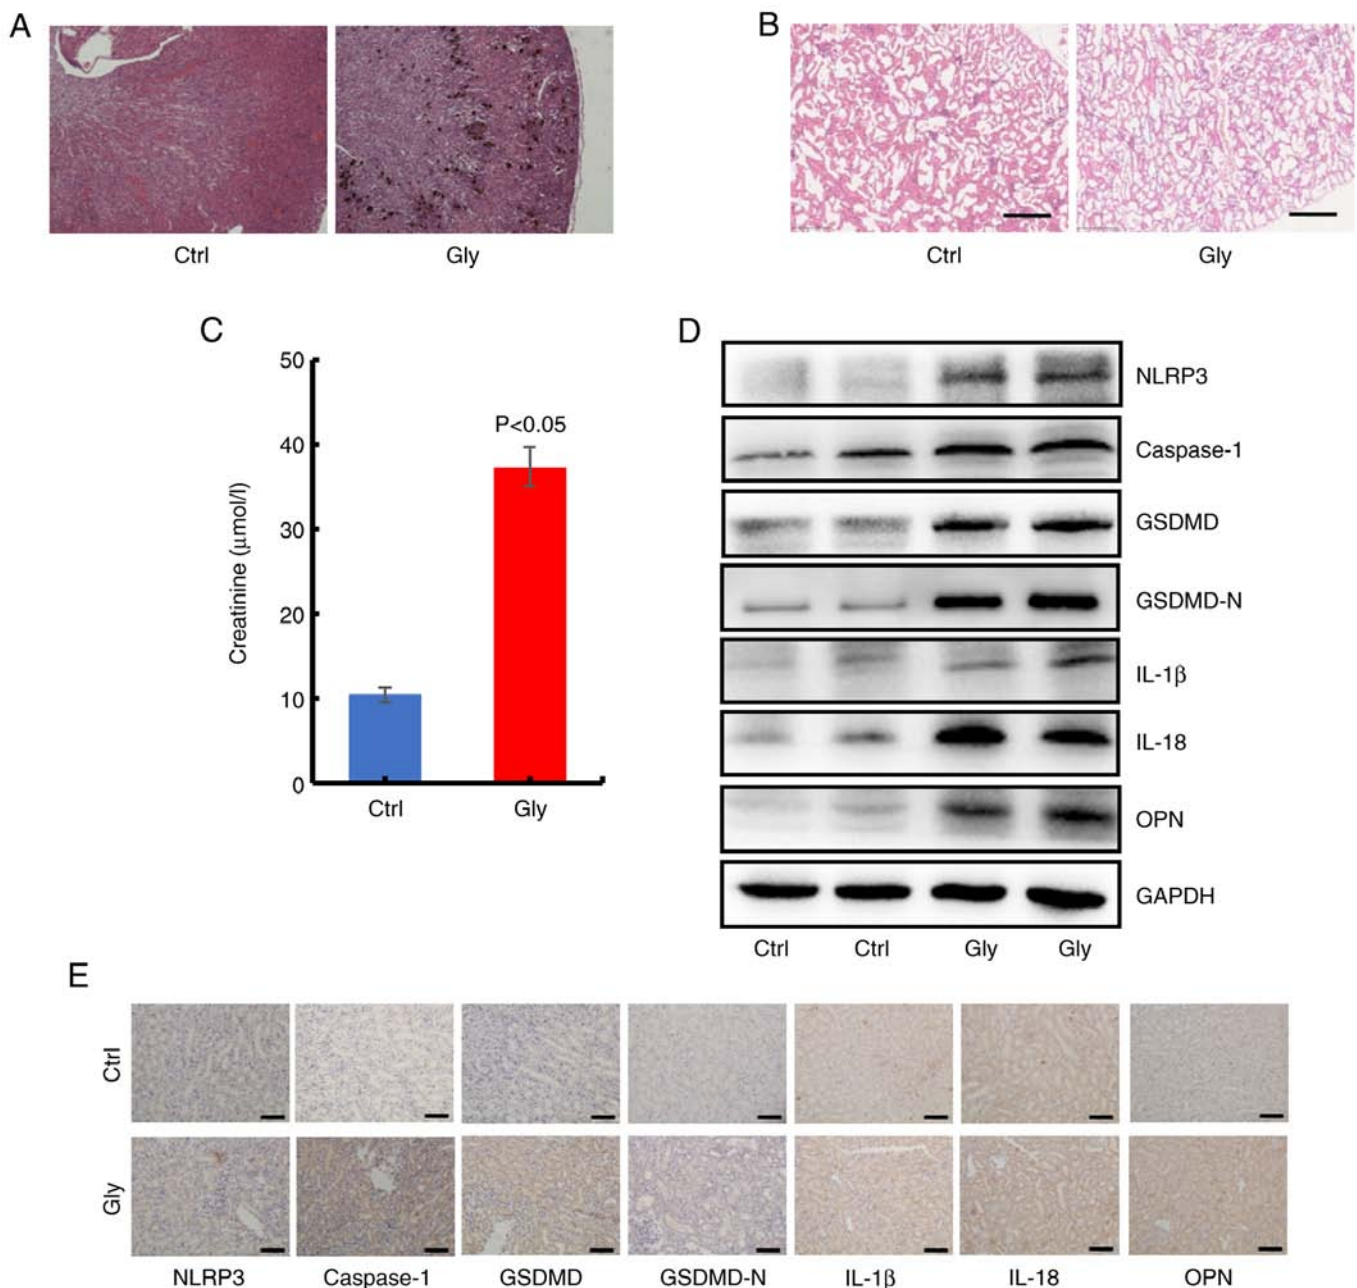 A
B
Ctrl
Gly
Ctrl
Gly
C
D
50
40
30
20
10
0
Creatinine (μmol/l)
P<0.05
Ctrl
Gly
NLRP3
Caspase-1
GSDMD
GSDMD-N
IL-1β
IL-18
OPN
GAPDH
Ctrl Ctrl Gly Gly
E
Ctrl
Gly
NLRP3 Caspase-1 GSDMD GSDMD-N IL-1β IL-18 OPN